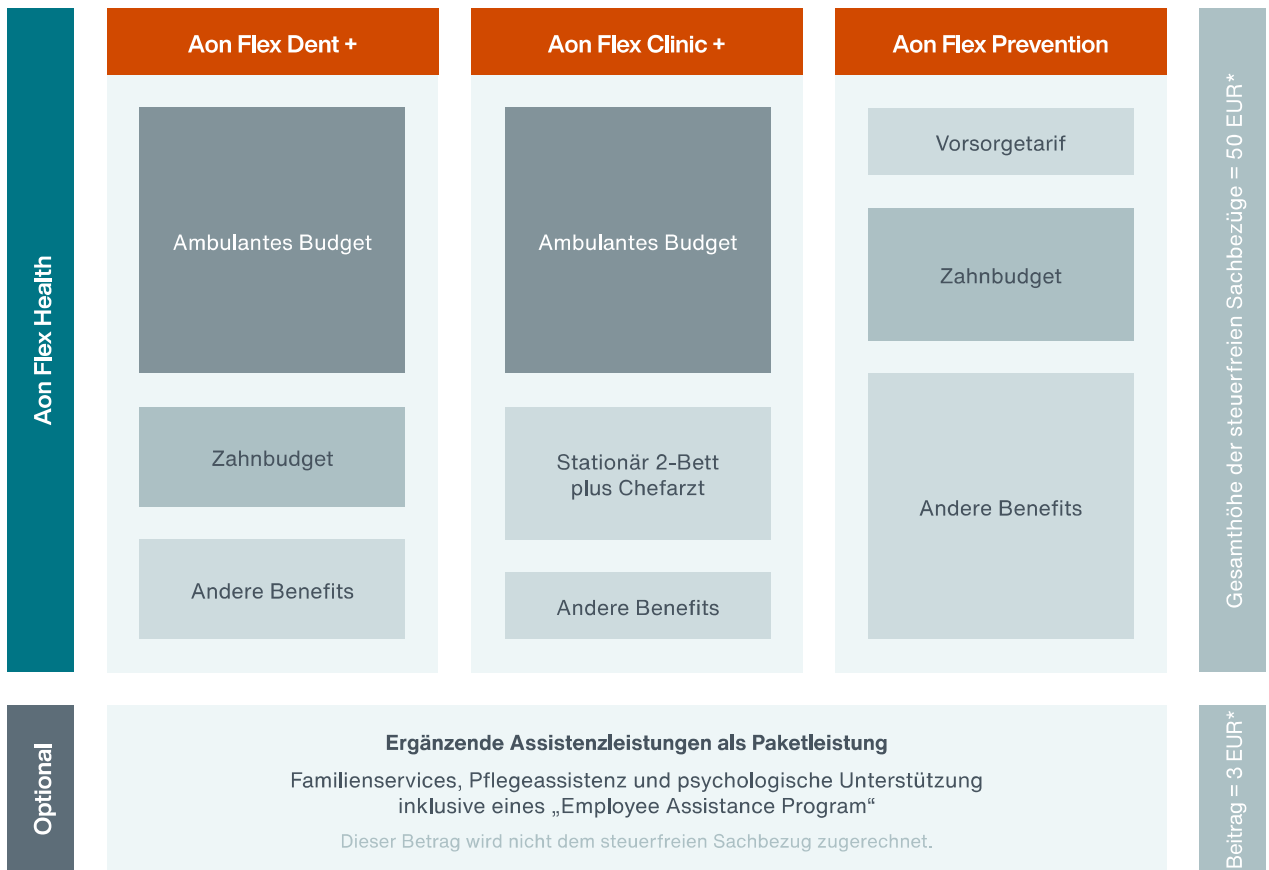 Aon Flex Health
Aon Flex Dent +
Ambulantes Budget
Zahnbudget
Andere Benefits
Aon Flex Clinic +
Ambulantes Budget
Stationär 2-Bett
plus Chefarzt
Andere Benefits
Aon Flex Prevention
Vorsorgetarif
Zahnbudget
Andere Benefits
Gesamthöhe der steuerfreien Sachbezüge = 50 EUR*
Optional
Ergänzende Assistenzleistungen als Paketleistung
Familienservices, Pflegeassistenz und psychologische Unterstützung
inklusive eines „Employee Assistance Program“
Dieser Betrag wird nicht dem steuerfreien Sachbezug zugerechnet.
Beitrag = 3 EUR*